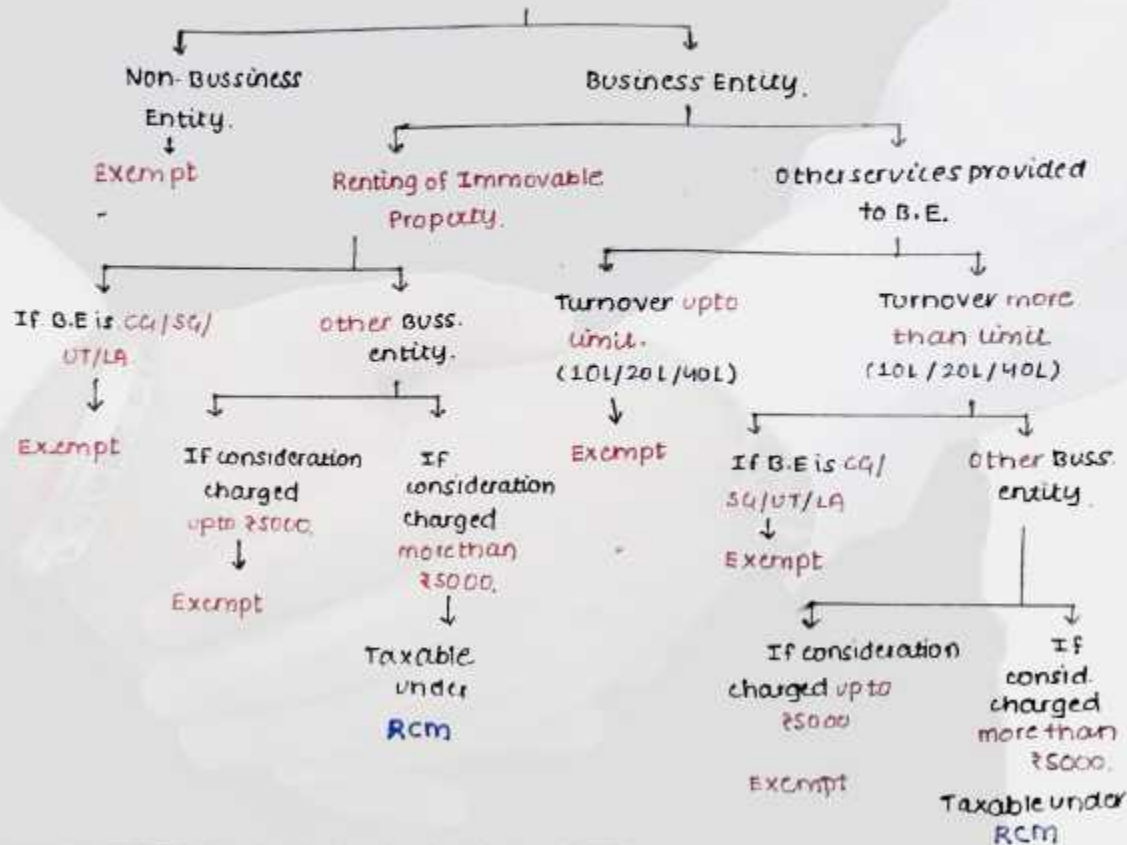 Non-Bussiness
Entity.
Exempt
Business Entity.
Renting of Immovable
Property.
Other services provided
to B.E.
If B.E is CG/SG/
UT/LA
Exempt
other Buss.
entity.
If consideration
charged
upto ₹5000.
Exempt
If
consideration
charged
more than
₹5000.
Taxable
under
RCM
Turnover upto
limit.
(10L/20L/40L)
Exempt
Turnover more
than limit
(10L/20L/40L)
If B.E is CG/
SG/UT/LA
Exempt
Other Buss.
entity.
If consideration
charged upto
₹5000
Exempt
If
consid.
charged
more than
₹5000.
Taxable under
RCM